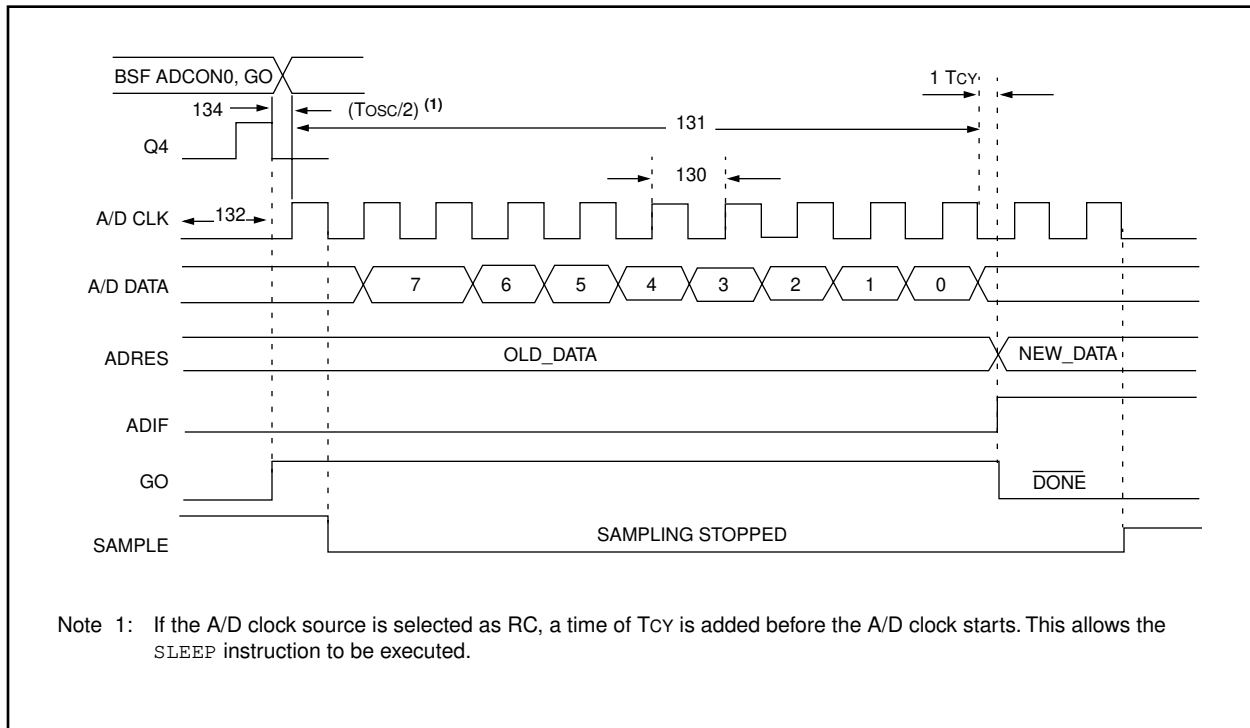 BSF ADCON0, GO
1 TCY
134
(TOSC/2) (1)
131
Q4
130
A/D CLK
132
A/D DATA
7 6 5 4 3 2 1 0
ADRES
OLD_DATA
NEW_DATA
ADIF
GO
DONE
SAMPLE
SAMPLING STOPPED
Note 1: If the A/D clock source is selected as RC, a time of TCY is added before the A/D clock starts. This allows the
SLEEP instruction to be executed.